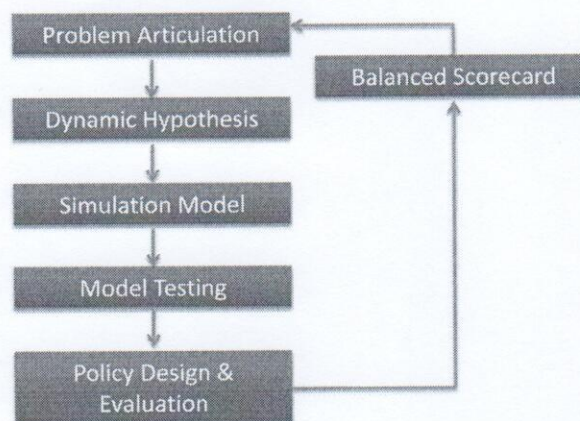 Problem Articulation
Balanced Scorecard
Dynamic Hypothesis
Simulation Model
Model Testing
Policy Design &
Evaluation